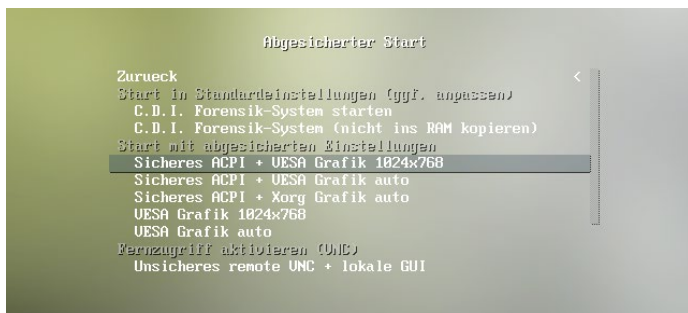 Abgesicherter Start
Zurueck <
Start in Standardeinstellungen (ggf. anpassen)
C.D.I. Forensik-System starten
C.D.I. Forensik-System (nicht ins RAM kopieren)
Start mit abgesicherten Einstellungen
Sicheres ACPI + VESA Grafik 1024x768
Sicheres ACPI + VESA Grafik auto
Sicheres ACPI + Xorg Grafik auto
VESA Grafik 1024x768
VESA Grafik auto
Fernzugriff aktivieren (VNC)
Unsicheres remote VNC + lokale GUI